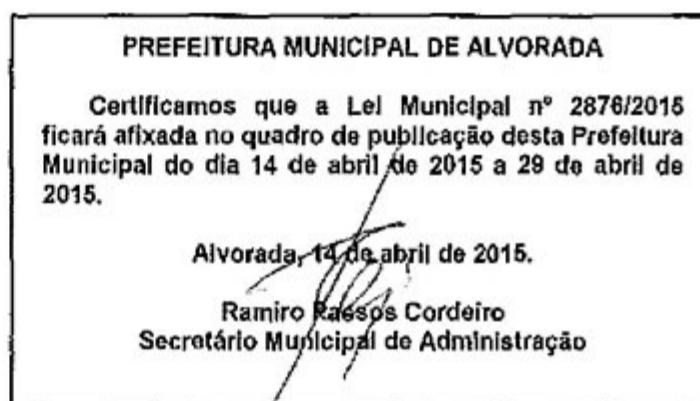 PREFEITURA MUNICIPAL DE ALVORADA
Certificamos que a Lei Municipal nº 2876/2015
ficará afixada no quadro de publicação desta Prefeitura
Municipal do dia 14 de abril de 2015 a 29 de abril de
2015.
Alvorada, 14 de abril de 2015.
Ramiro Passos Cordeiro
Secretário Municipal de Administração